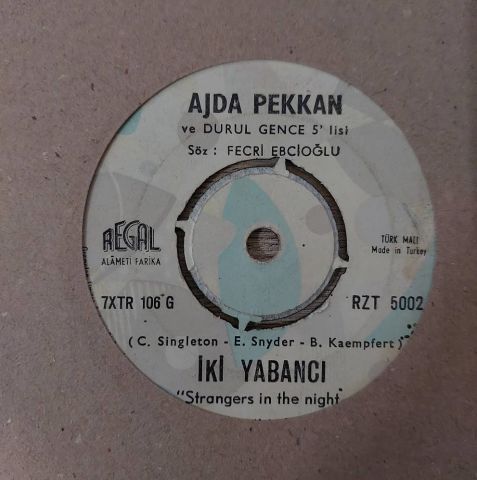 AJDA PEKKAN
ve DURUL GENCE 5' lisi
Söz : FECRİ EBCİOĞLU
REGAL
ALÂMETİ FARİKA
TÜRK MALI
Made in Turkey
7XTR 106 G
RZT 5002
( C. Singleton - E. Snyder - B. Kaempfert )
İKİ YABANCI
"Strangers in the night